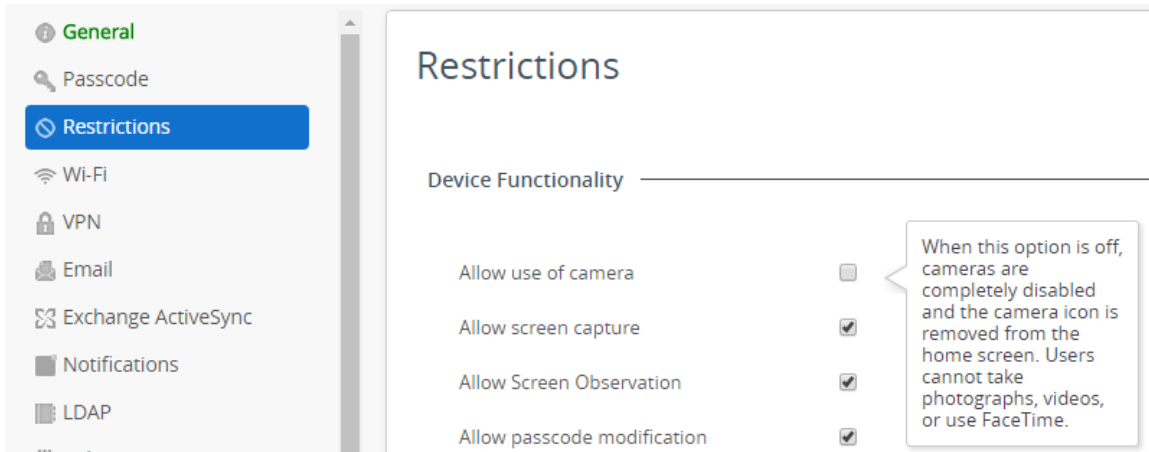 General
Passcode
Restrictions
Wi-Fi
VPN
Email
Exchange ActiveSync
Notifications
LDAP
Restrictions
Device Functionality
Allow use of camera
When this option is off,
cameras are
completely disabled
and the camera icon is
removed from the
home screen. Users
cannot take
photographs, videos,
or use FaceTime.
Allow screen capture
Allow Screen Observation
Allow passcode modification